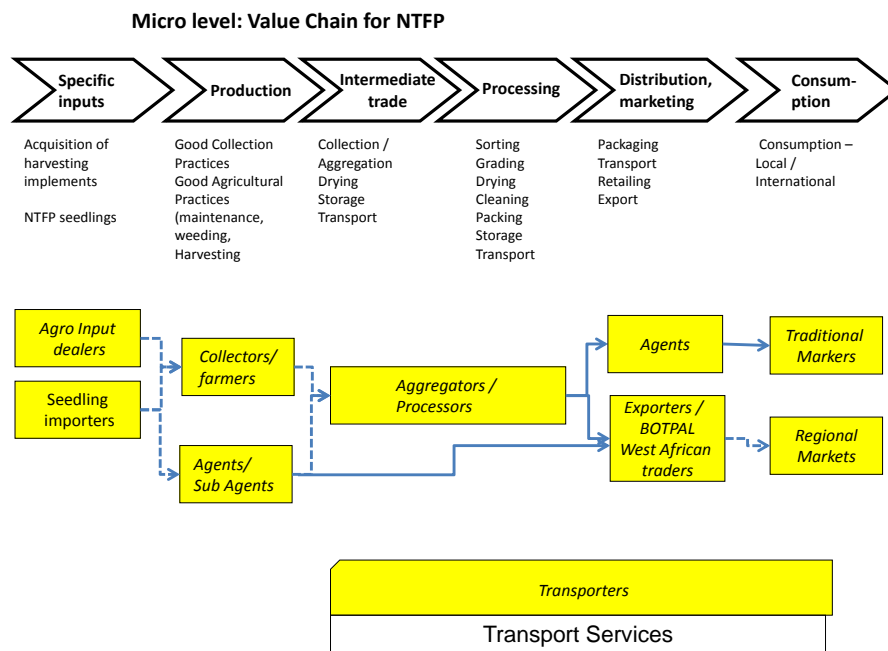 Micro level: Value Chain for NTFP
Specific
inputs
Production
Intermediate
trade
Processing
Distribution,
marketing
Consum-
ption
Acquisition of
harvesting
implements
NTFP seedlings
Good Collection
Practices
Good Agricultural
Practices
(maintenance,
weeding,
Harvesting
Collection /
Aggregation
Drying
Storage
Transport
Sorting
Grading
Drying
Cleaning
Packing
Storage
Transport
Packaging
Transport
Retailing
Export
Consumption –
Local /
International
Agro Input
dealers
Seedling
importers
Collectors/
farmers
Agents/
Sub Agents
Aggregators /
Processors
Agents
Exporters /
BOTPAL
West African
traders
Traditional
Markers
Regional
Markets
Transporters
Transport Services